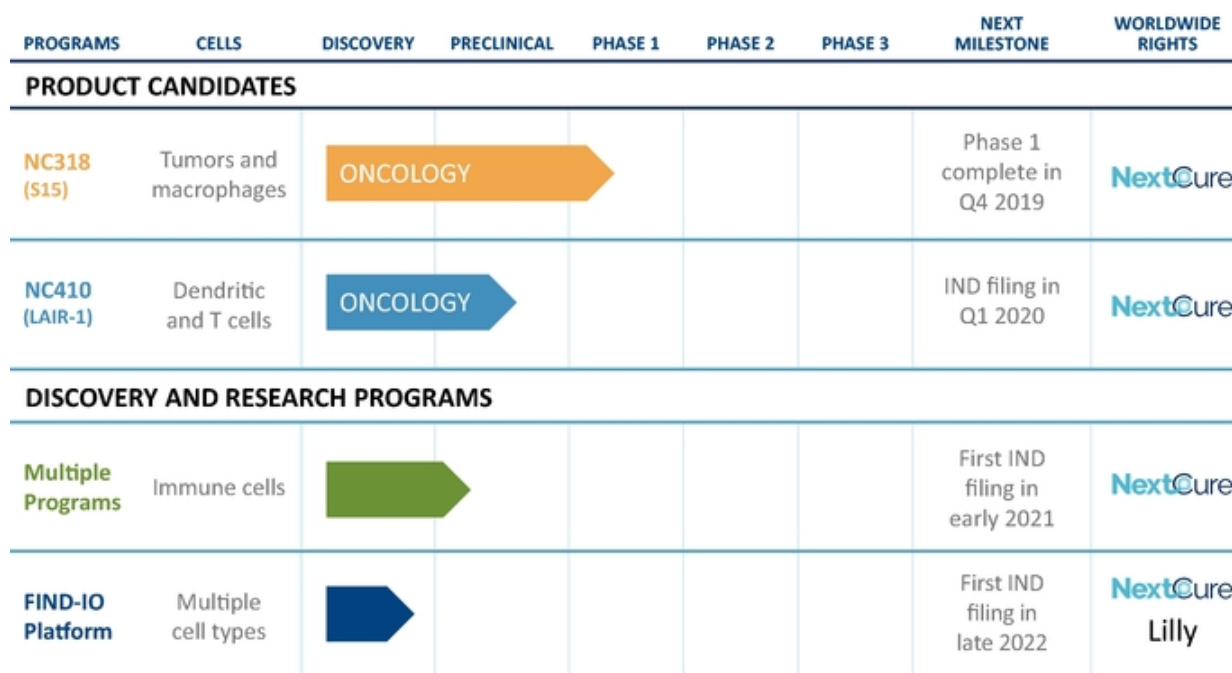 PROGRAMS CELLS DISCOVERY PRECLINICAL PHASE 1 PHASE 2 PHASE 3 NEXT MILESTONE WORLDWIDE RIGHTS
PRODUCT CANDIDATES
NC318
(S15)
Tumors and
macrophages
ONCOLOGY
Phase 1
complete in
Q4 2019
NextCure
NC410
(LAIR-1)
Dendritic
and T cells
ONCOLOGY
IND filing in
Q1 2020
NextCure
DISCOVERY AND RESEARCH PROGRAMS
Multiple
Programs
Immune cells
First IND
filing in
early 2021
NextCure
FIND-IO
Platform
Multiple
cell types
First IND
filing in
late 2022
NextCure
Lilly